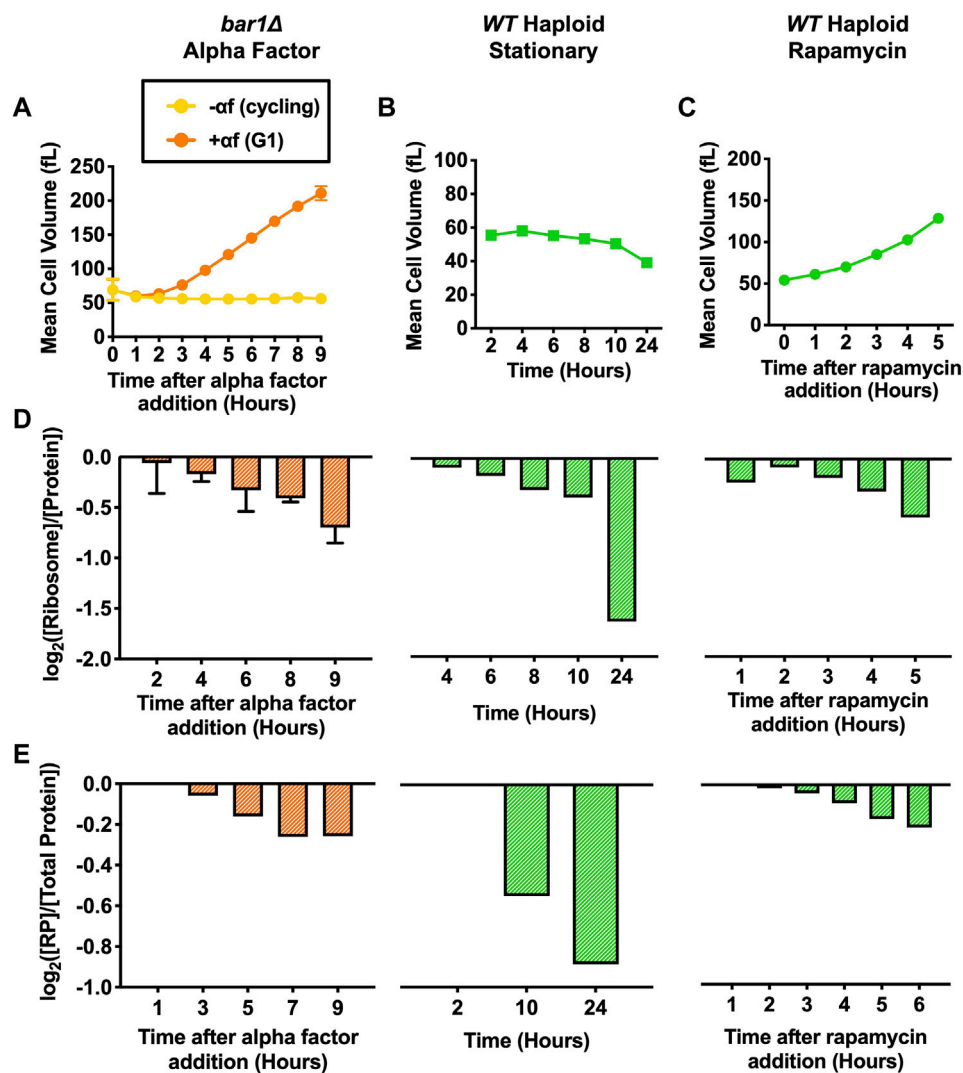 bar1Δ
Alpha Factor
WT Haploid
Stationary
WT Haploid
Rapamycin
A
-αf (cycling)
+αf (G1)
Mean Cell Volume (fL)
250
200
150
100
50
0
0 1 2 3 4 5 6 7 8 9
Time after alpha factor
addition (Hours)
B
Mean Cell Volume (fL)
100
80
60
40
20
0
2 4 6 8 10 24
Time (Hours)
C
Mean Cell Volume (fL)
200
150
100
50
0
0 1 2 3 4 5
Time after rapamycin
addition (Hours)
D
log2([Ribosome]/[Protein])
0.0
-0.5
-1.0
-1.5
-2.0
2 4 6 8 9
Time after alpha factor
addition (Hours)
4 6 8 10 24
Time (Hours)
1 2 3 4 5
Time after rapamycin
addition (Hours)
E
log2([RP]/[Total Protein])
0.0
-0.2
-0.4
-0.6
-0.8
-1.0
1 3 5 7 9
Time after alpha factor
addition (Hours)
2 10 24
Time (Hours)
1 2 3 4 5 6
Time after rapamycin
addition (Hours)